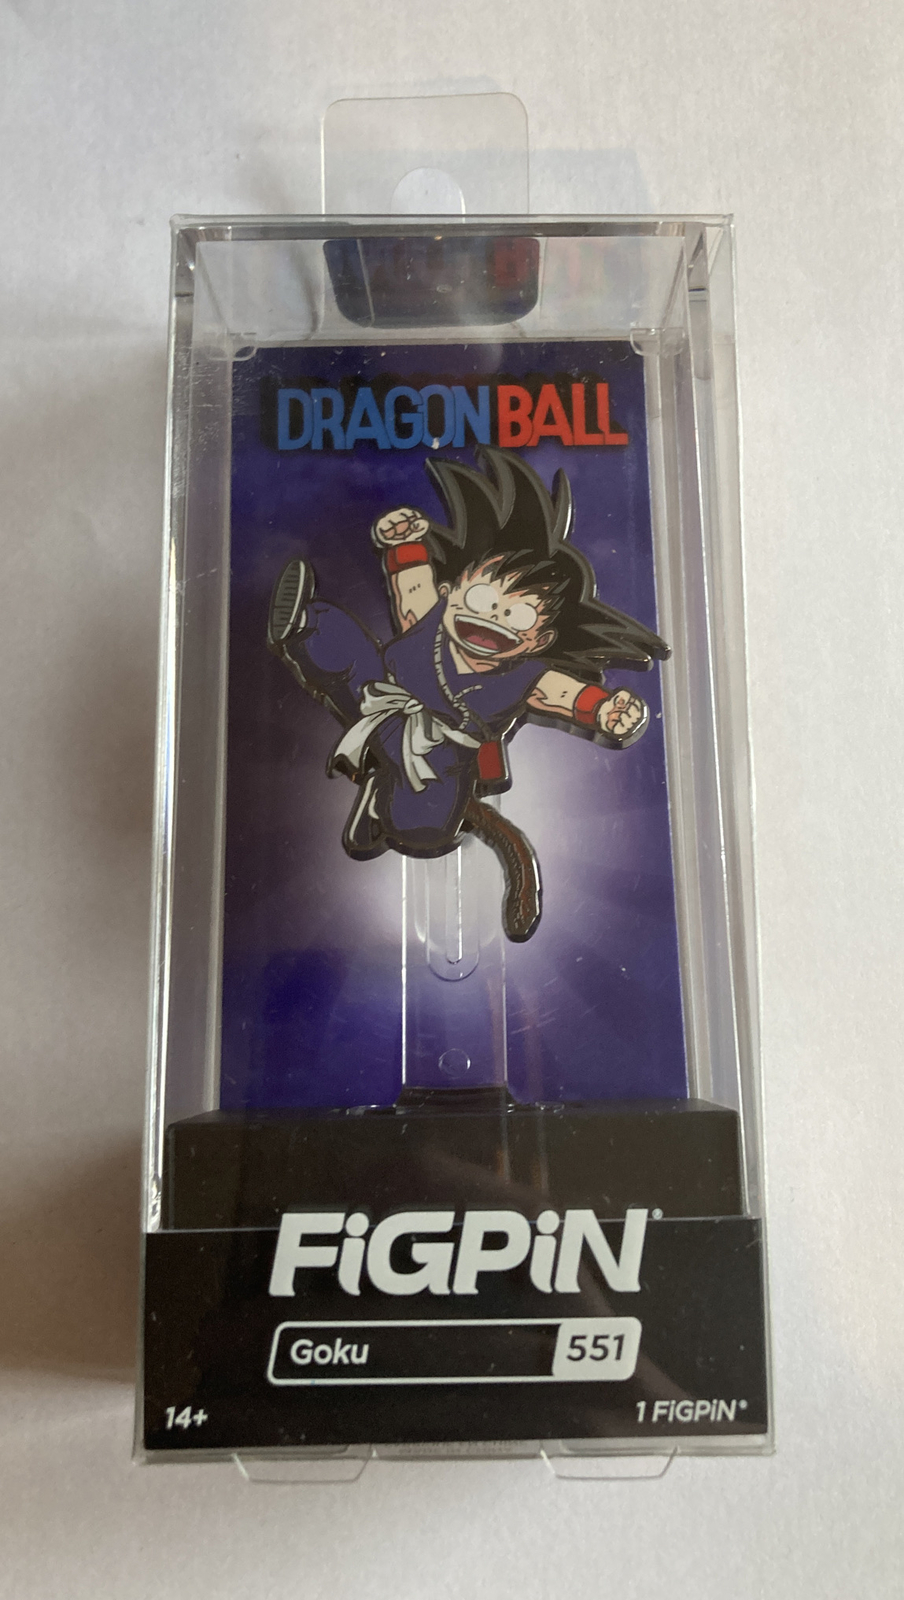 DRAGON BALL
FiGPiN®
Goku 551
14+ 1 FiGPiN®